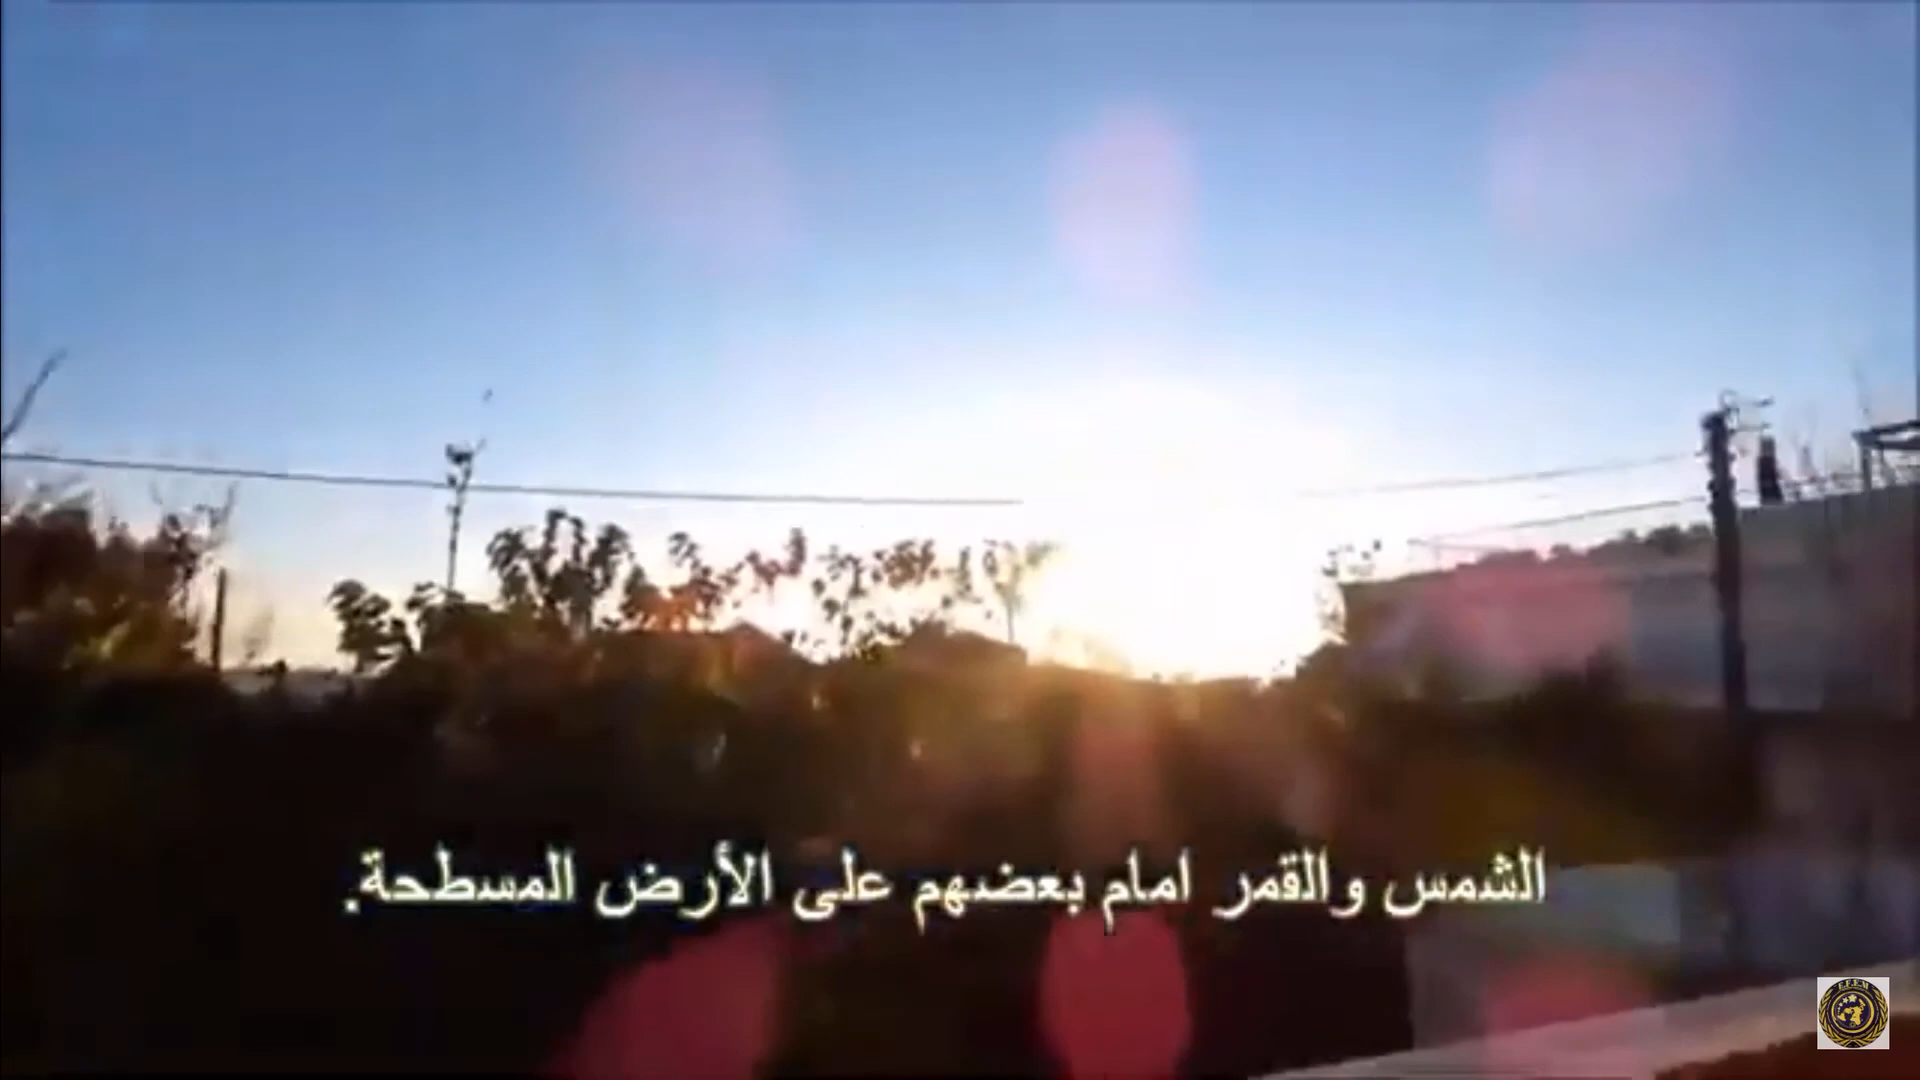 الشمس والقمر امام بعضهم على الأرض المسطحة.